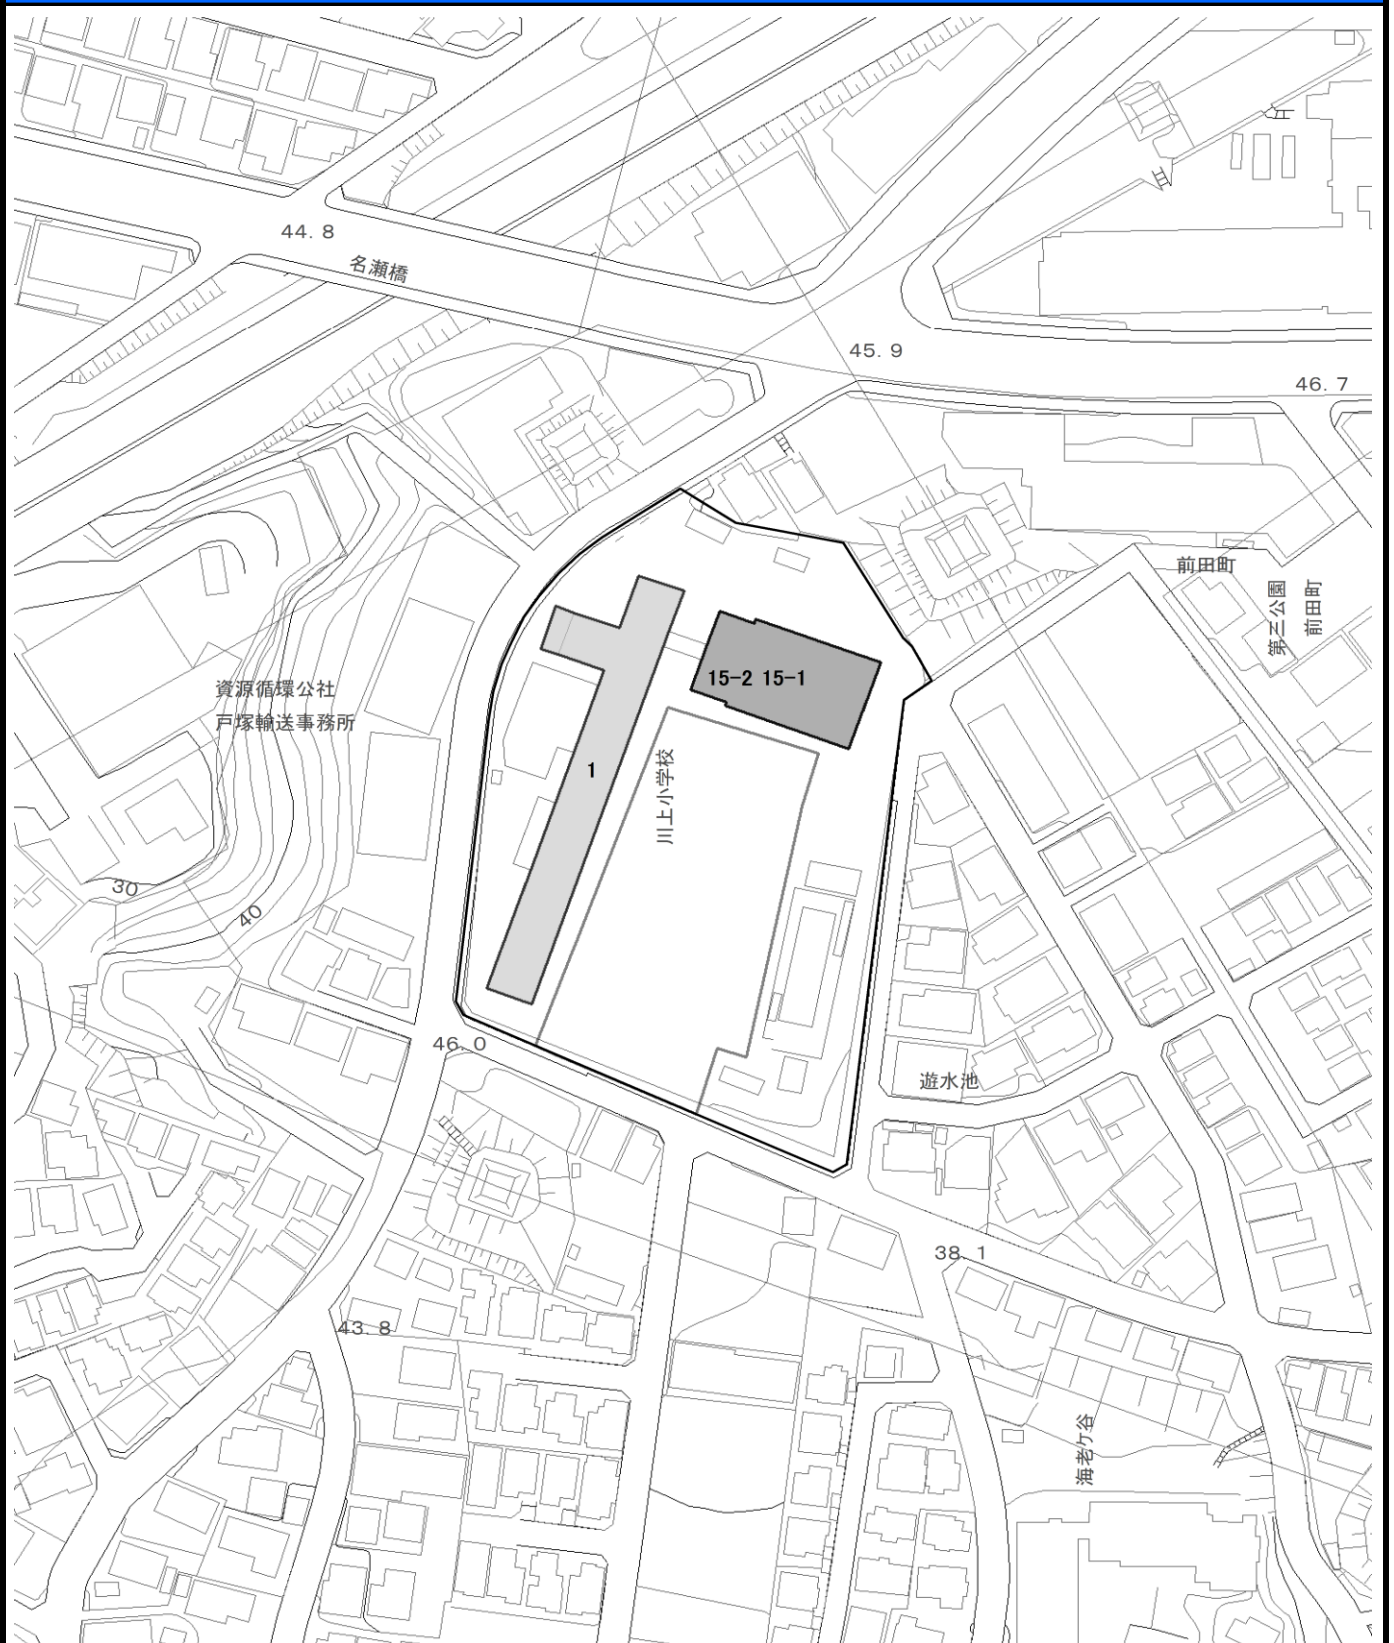 44. 8
名瀬橋
45. 9
46. 7
前田町
第三公園
前田町
15-2 15-1
資源循環公社
戸塚輸送事務所
1
川上小学校
30
40
46. 0
遊水池
38. 1
43. 8
海老ケ谷